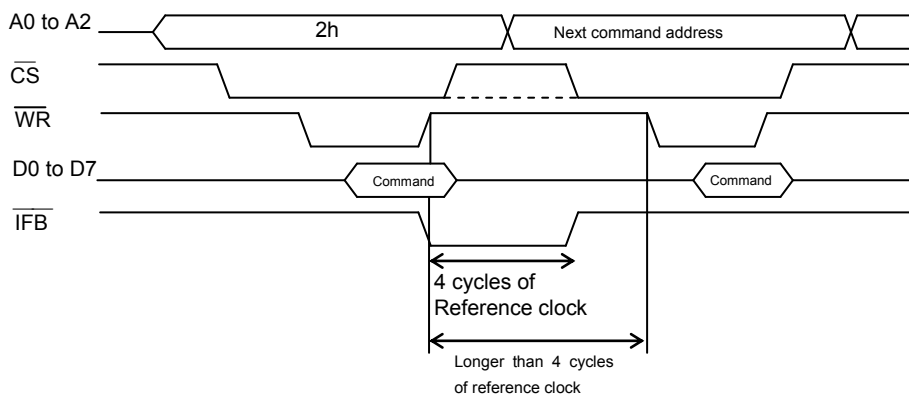 A0 to A2
2h
Next command address
CS
WR
D0 to D7
Command
Command
IFB
4 cycles of
Reference clock
Longer than 4 cycles
of reference clock